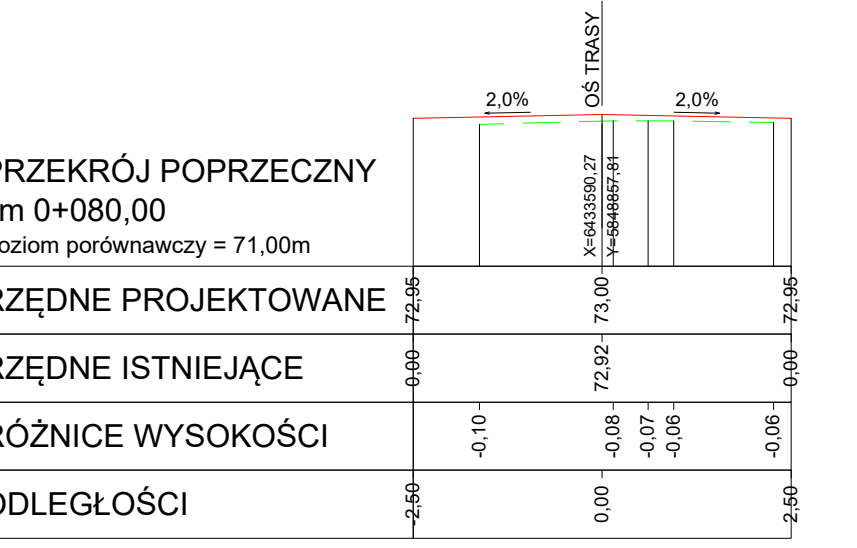 OŚ TRASY
2,0% 2,0%
X=6433590,27
Y=5848857,81
PRZEKRÓJ POPRZECZNY
m 0+080,00
oziom porównawczy = 71,00m
RZĘDNE PROJEKTOWANE 72,95 73,00 72,95
RZĘDNE ISTNIEJĄCE 0,00 72,92 0,00
RÓŻNICE WYSOKOŚCI -0,10 -0,08 -0,07 -0,06 -0,06
ODLEGŁOŚCI -2,50 0,00 2,50